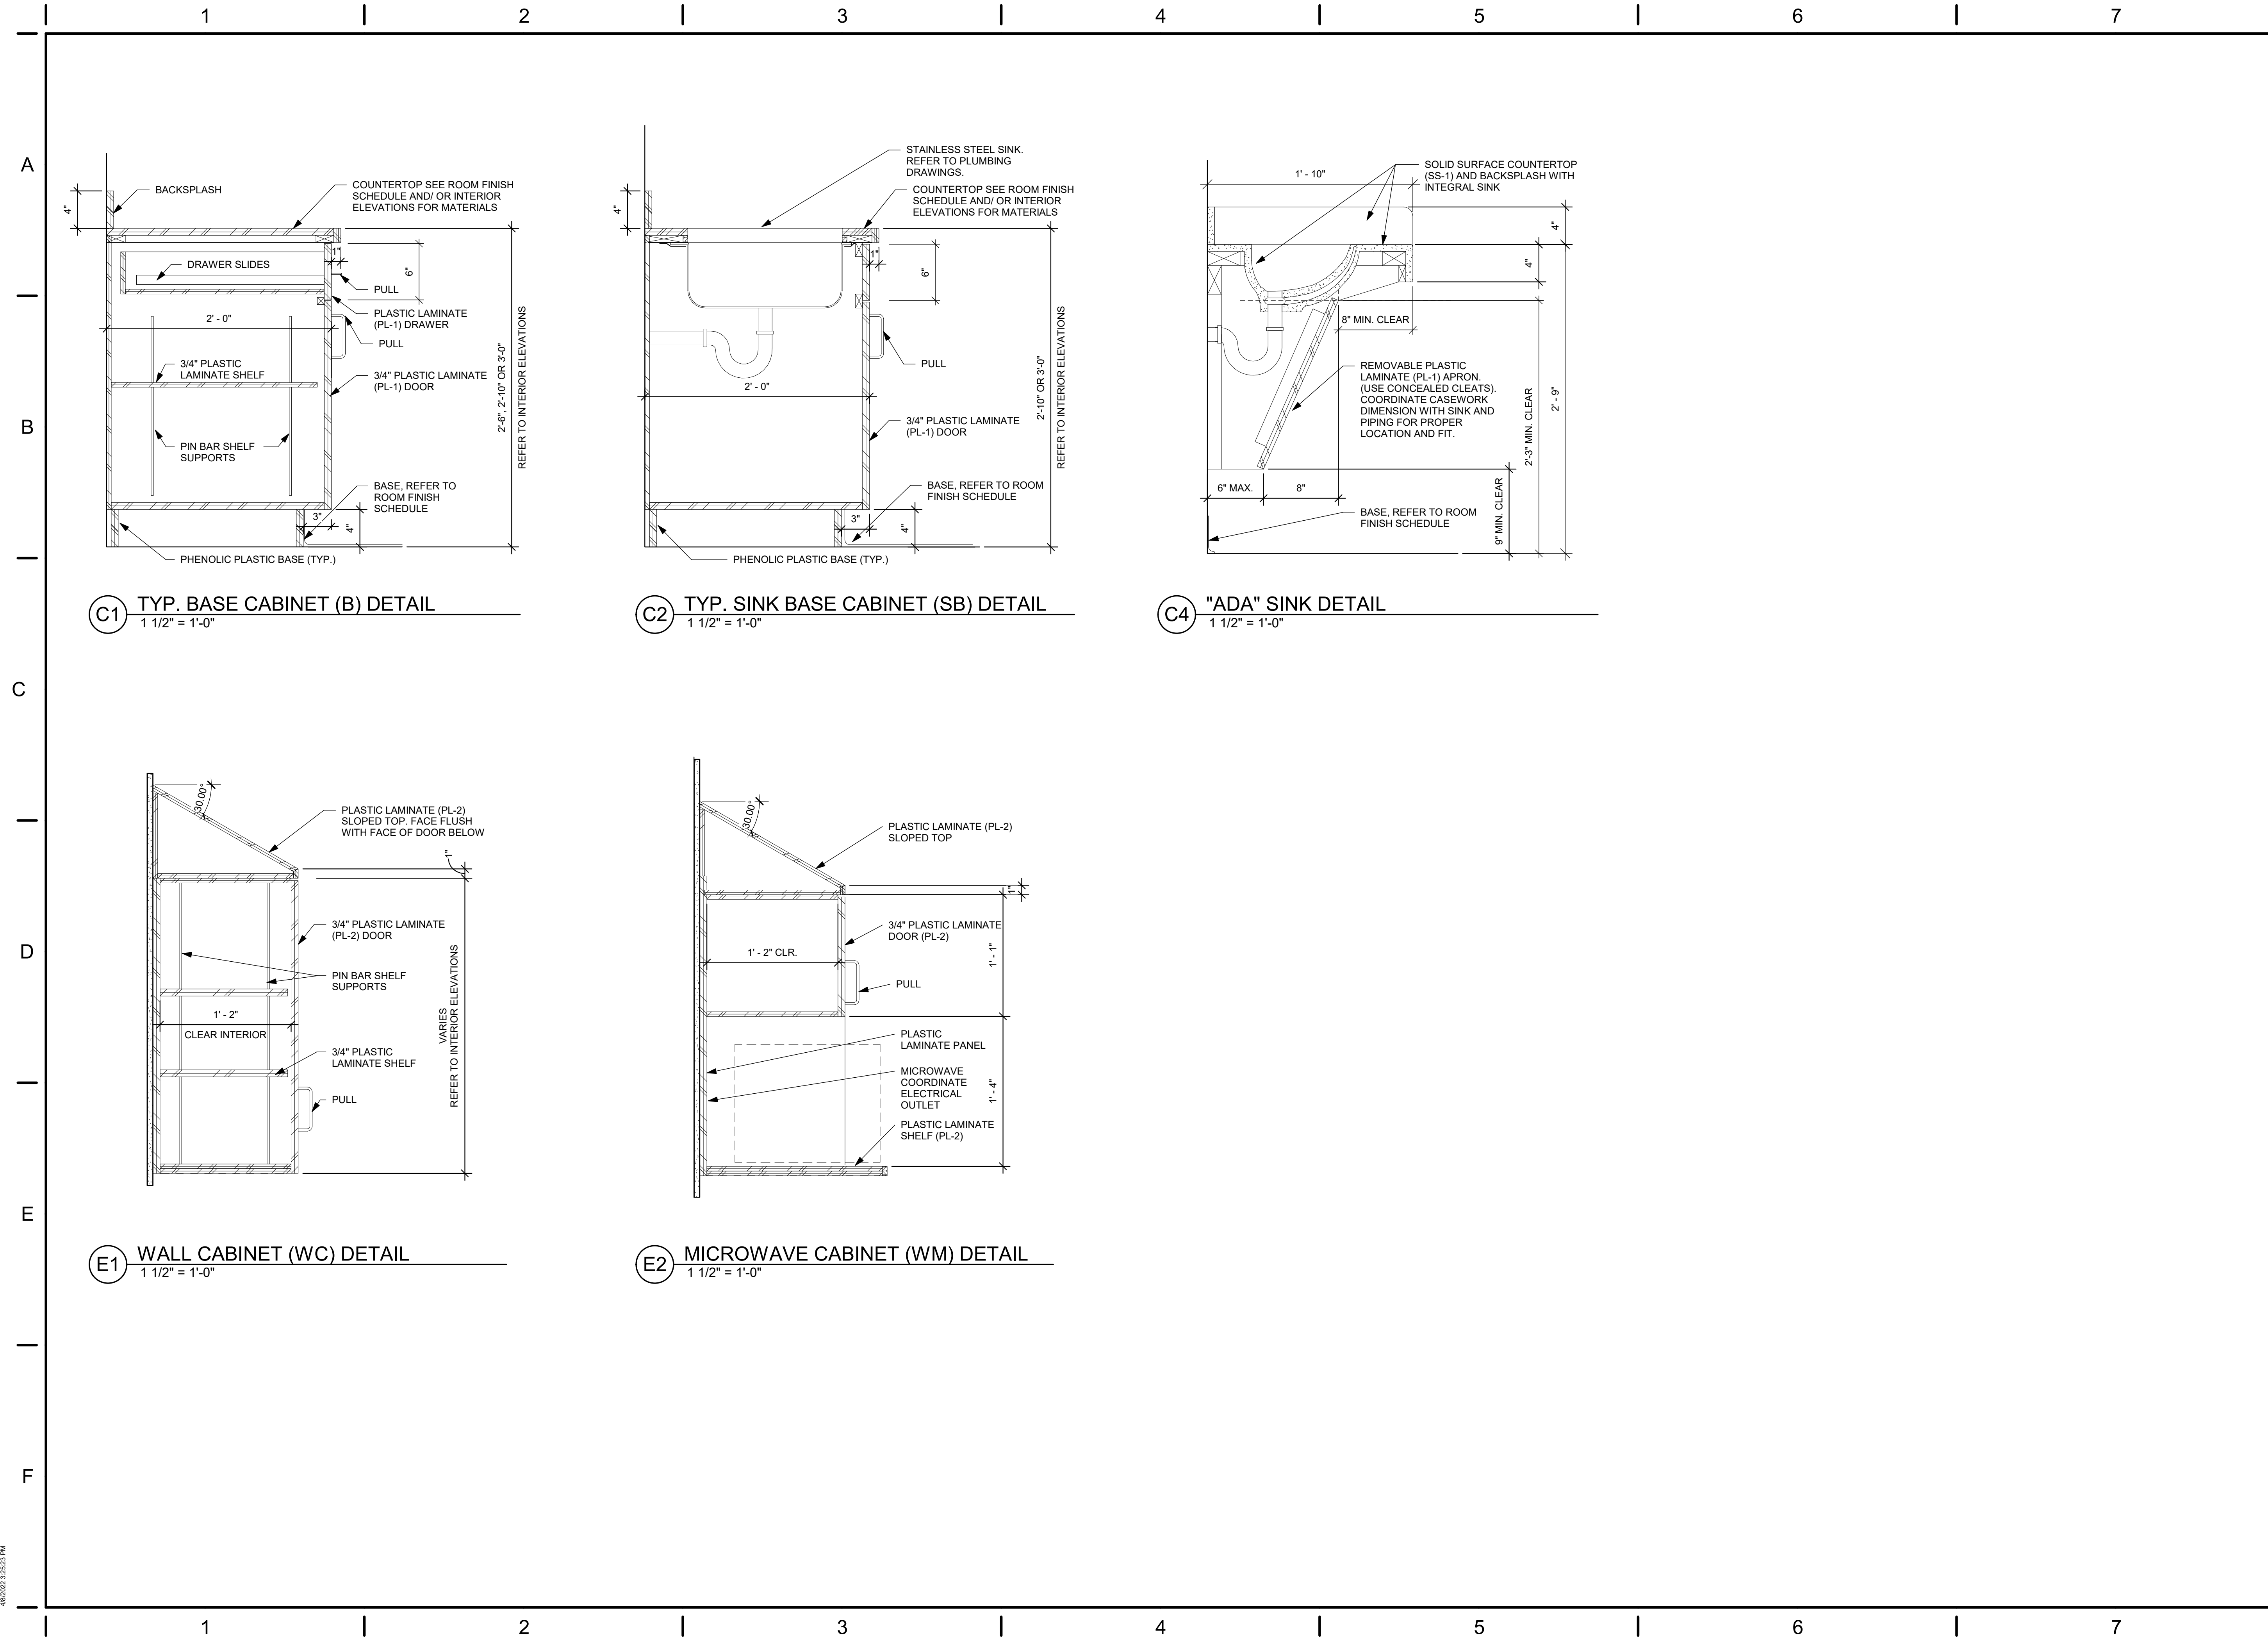 1 2 3 4 5 6 7
A
B
C
D
E
F
4"
BACKSPLASH
COUNTERTOP SEE ROOM FINISH
SCHEDULE AND/ OR INTERIOR
ELEVATIONS FOR MATERIALS
DRAWER SLIDES
1"
6"
PULL
PLASTIC LAMINATE
(PL-1) DRAWER
2' - 0"
PULL
3/4" PLASTIC
LAMINATE SHELF
3/4" PLASTIC LAMINATE
(PL-1) DOOR
2'-6", 2'-10" OR 3'-0"
REFER TO INTERIOR ELEVATIONS
PIN BAR SHELF
SUPPORTS
BASE, REFER TO
ROOM FINISH
SCHEDULE
3"
4"
PHENOLIC PLASTIC BASE (TYP.)
C1
TYP. BASE CABINET (B) DETAIL
1 1/2" = 1'-0"
STAINLESS STEEL SINK.
REFER TO PLUMBING
DRAWINGS.
COUNTERTOP SEE ROOM FINISH
SCHEDULE AND/ OR INTERIOR
ELEVATIONS FOR MATERIALS
4"
1"
6"
PULL
2' - 0"
2'-10" OR 3'-0"
REFER TO INTERIOR ELEVATIONS
3/4" PLASTIC LAMINATE
(PL-1) DOOR
BASE, REFER TO ROOM
FINISH SCHEDULE
3"
4"
PHENOLIC PLASTIC BASE (TYP.)
C2
TYP. SINK BASE CABINET (SB) DETAIL
1 1/2" = 1'-0"
1' - 10"
SOLID SURFACE COUNTERTOP
(SS-1) AND BACKSPLASH WITH
INTEGRAL SINK
4"
4"
8" MIN. CLEAR
REMOVABLE PLASTIC
LAMINATE (PL-1) APRON.
(USE CONCEALED CLEATS).
COORDINATE CASEWORK
DIMENSION WITH SINK AND
PIPING FOR PROPER
LOCATION AND FIT.
2'-3" MIN. CLEAR
2' - 9"
6" MAX.
8"
9" MIN. CLEAR
BASE, REFER TO ROOM
FINISH SCHEDULE
C4
"ADA" SINK DETAIL
1 1/2" = 1'-0"
30.00°
PLASTIC LAMINATE (PL-2)
SLOPED TOP. FACE FLUSH
WITH FACE OF DOOR BELOW
1"
3/4" PLASTIC LAMINATE
(PL-2) DOOR
PIN BAR SHELF
SUPPORTS
1' - 2"
CLEAR INTERIOR
VARIES
REFER TO INTERIOR ELEVATIONS
3/4" PLASTIC
LAMINATE SHELF
PULL
E1
WALL CABINET (WC) DETAIL
1 1/2" = 1'-0"
30.00°
PLASTIC LAMINATE (PL-2)
SLOPED TOP
1"
3/4" PLASTIC LAMINATE
DOOR (PL-2)
1' - 2" CLR.
1' - 1"
PULL
PLASTIC
LAMINATE PANEL
MICROWAVE
COORDINATE
ELECTRICAL
OUTLET
1' - 4"
PLASTIC LAMINATE
SHELF (PL-2)
E2
MICROWAVE CABINET (WM) DETAIL
1 1/2" = 1'-0"
4/8/2022 3:25:23 PM
1 2 3 4 5 6 7